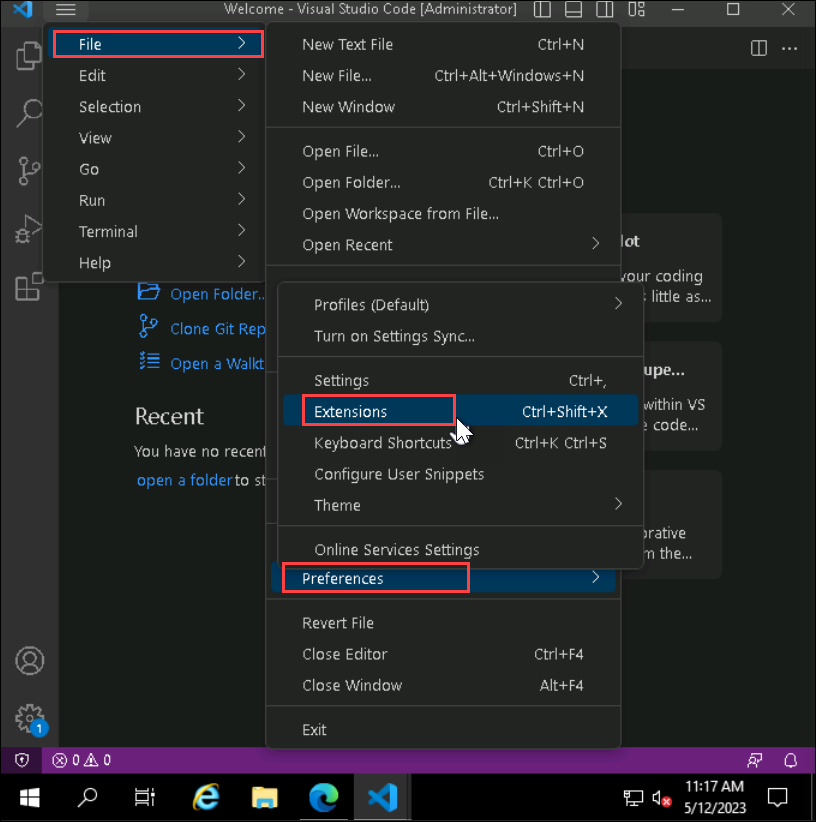 Welcome - Visual Studio Code [Administrator]
File
Edit
Selection
View
Go
Run
Terminal
Help
New Text File Ctrl+N
New File... Ctrl+Alt+Windows+N
New Window Ctrl+Shift+N
Open File... Ctrl+O
Open Folder... Ctrl+K Ctrl+O
Open Workspace from File...
Open Recent
Profiles (Default)
Turn on Settings Sync...
Settings Ctrl+,
Extensions Ctrl+Shift+X
Keyboard Shortcuts Ctrl+K Ctrl+S
Configure User Snippets
Theme
Online Services Settings
Preferences
Revert File
Close Editor Ctrl+F4
Close Window Alt+F4
Exit
Open Folder..
Clone Git Rep
Open a Walkt
Recent
You have no recent
open a folder to st
your coding
little as...
upe...
within VS
code...
the...
1
0 0
11:17 AM
5/12/2023